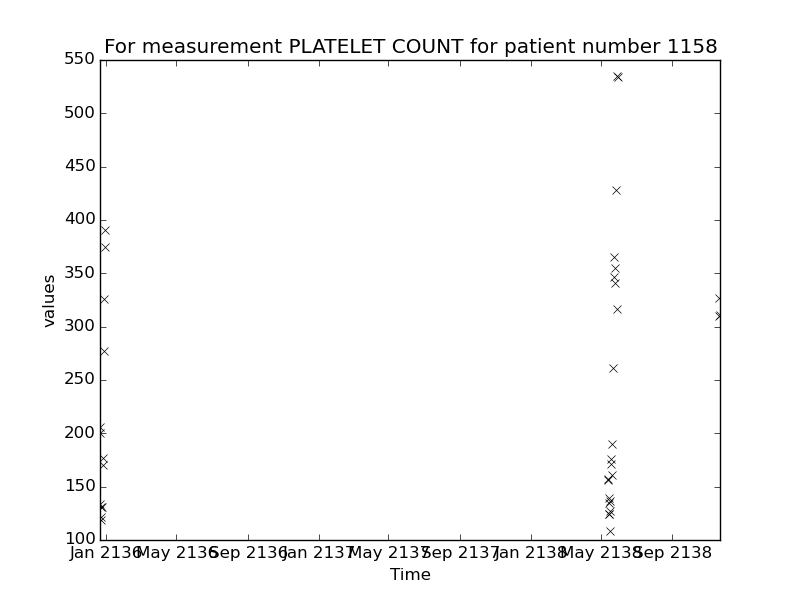 For measurement PLATELET COUNT for patient number 1158
550
500
450
400
350
300
250
200
150
100
values
Jan 2136 May 2136 Sep 2136 Jan 2137 May 2137 Sep 2137 Jan 2138 May 2138 Sep 2138
Time